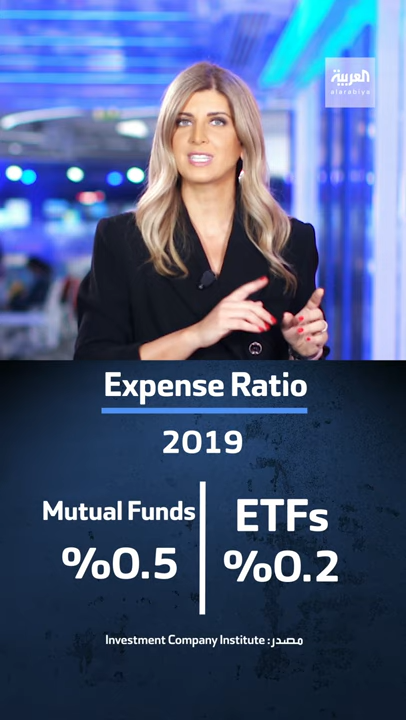 العربية
alarabiya
Expense Ratio
2019
Mutual Funds
%0.5
ETFs
%0.2
مصدر: Investment Company Institute